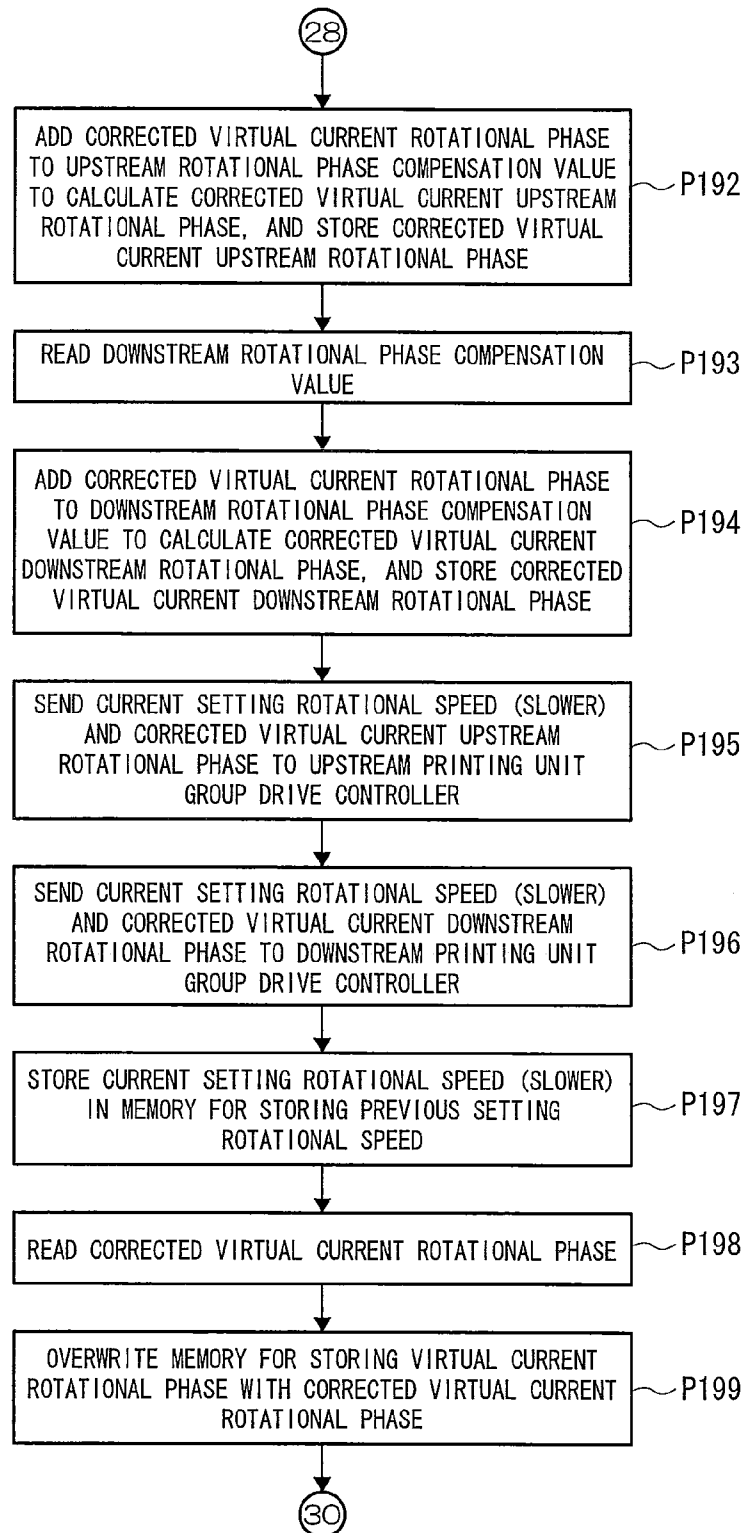 28
ADD CORRECTED VIRTUAL CURRENT ROTATIONAL PHASE
TO UPSTREAM ROTATIONAL PHASE COMPENSATION VALUE
TO CALCULATE CORRECTED VIRTUAL CURRENT UPSTREAM
ROTATIONAL PHASE, AND STORE CORRECTED VIRTUAL
CURRENT UPSTREAM ROTATIONAL PHASE
P192
READ DOWNSTREAM ROTATIONAL PHASE COMPENSATION
VALUE
P193
ADD CORRECTED VIRTUAL CURRENT ROTATIONAL PHASE
TO DOWNSTREAM ROTATIONAL PHASE COMPENSATION
VALUE TO CALCULATE CORRECTED VIRTUAL CURRENT
DOWNSTREAM ROTATIONAL PHASE, AND STORE CORRECTED
VIRTUAL CURRENT DOWNSTREAM ROTATIONAL PHASE
P194
SEND CURRENT SETTING ROTATIONAL SPEED (SLOWER)
AND CORRECTED VIRTUAL CURRENT UPSTREAM
ROTATIONAL PHASE TO UPSTREAM PRINTING UNIT
GROUP DRIVE CONTROLLER
P195
SEND CURRENT SETTING ROTATIONAL SPEED (SLOWER)
AND CORRECTED VIRTUAL CURRENT DOWNSTREAM
ROTATIONAL PHASE TO DOWNSTREAM PRINTING UNIT
GROUP DRIVE CONTROLLER
P196
STORE CURRENT SETTING ROTATIONAL SPEED (SLOWER)
IN MEMORY FOR STORING PREVIOUS SETTING
ROTATIONAL SPEED
P197
READ CORRECTED VIRTUAL CURRENT ROTATIONAL PHASE
P198
OVERWRITE MEMORY FOR STORING VIRTUAL CURRENT
ROTATIONAL PHASE WITH CORRECTED VIRTUAL CURRENT
ROTATIONAL PHASE
P199
30